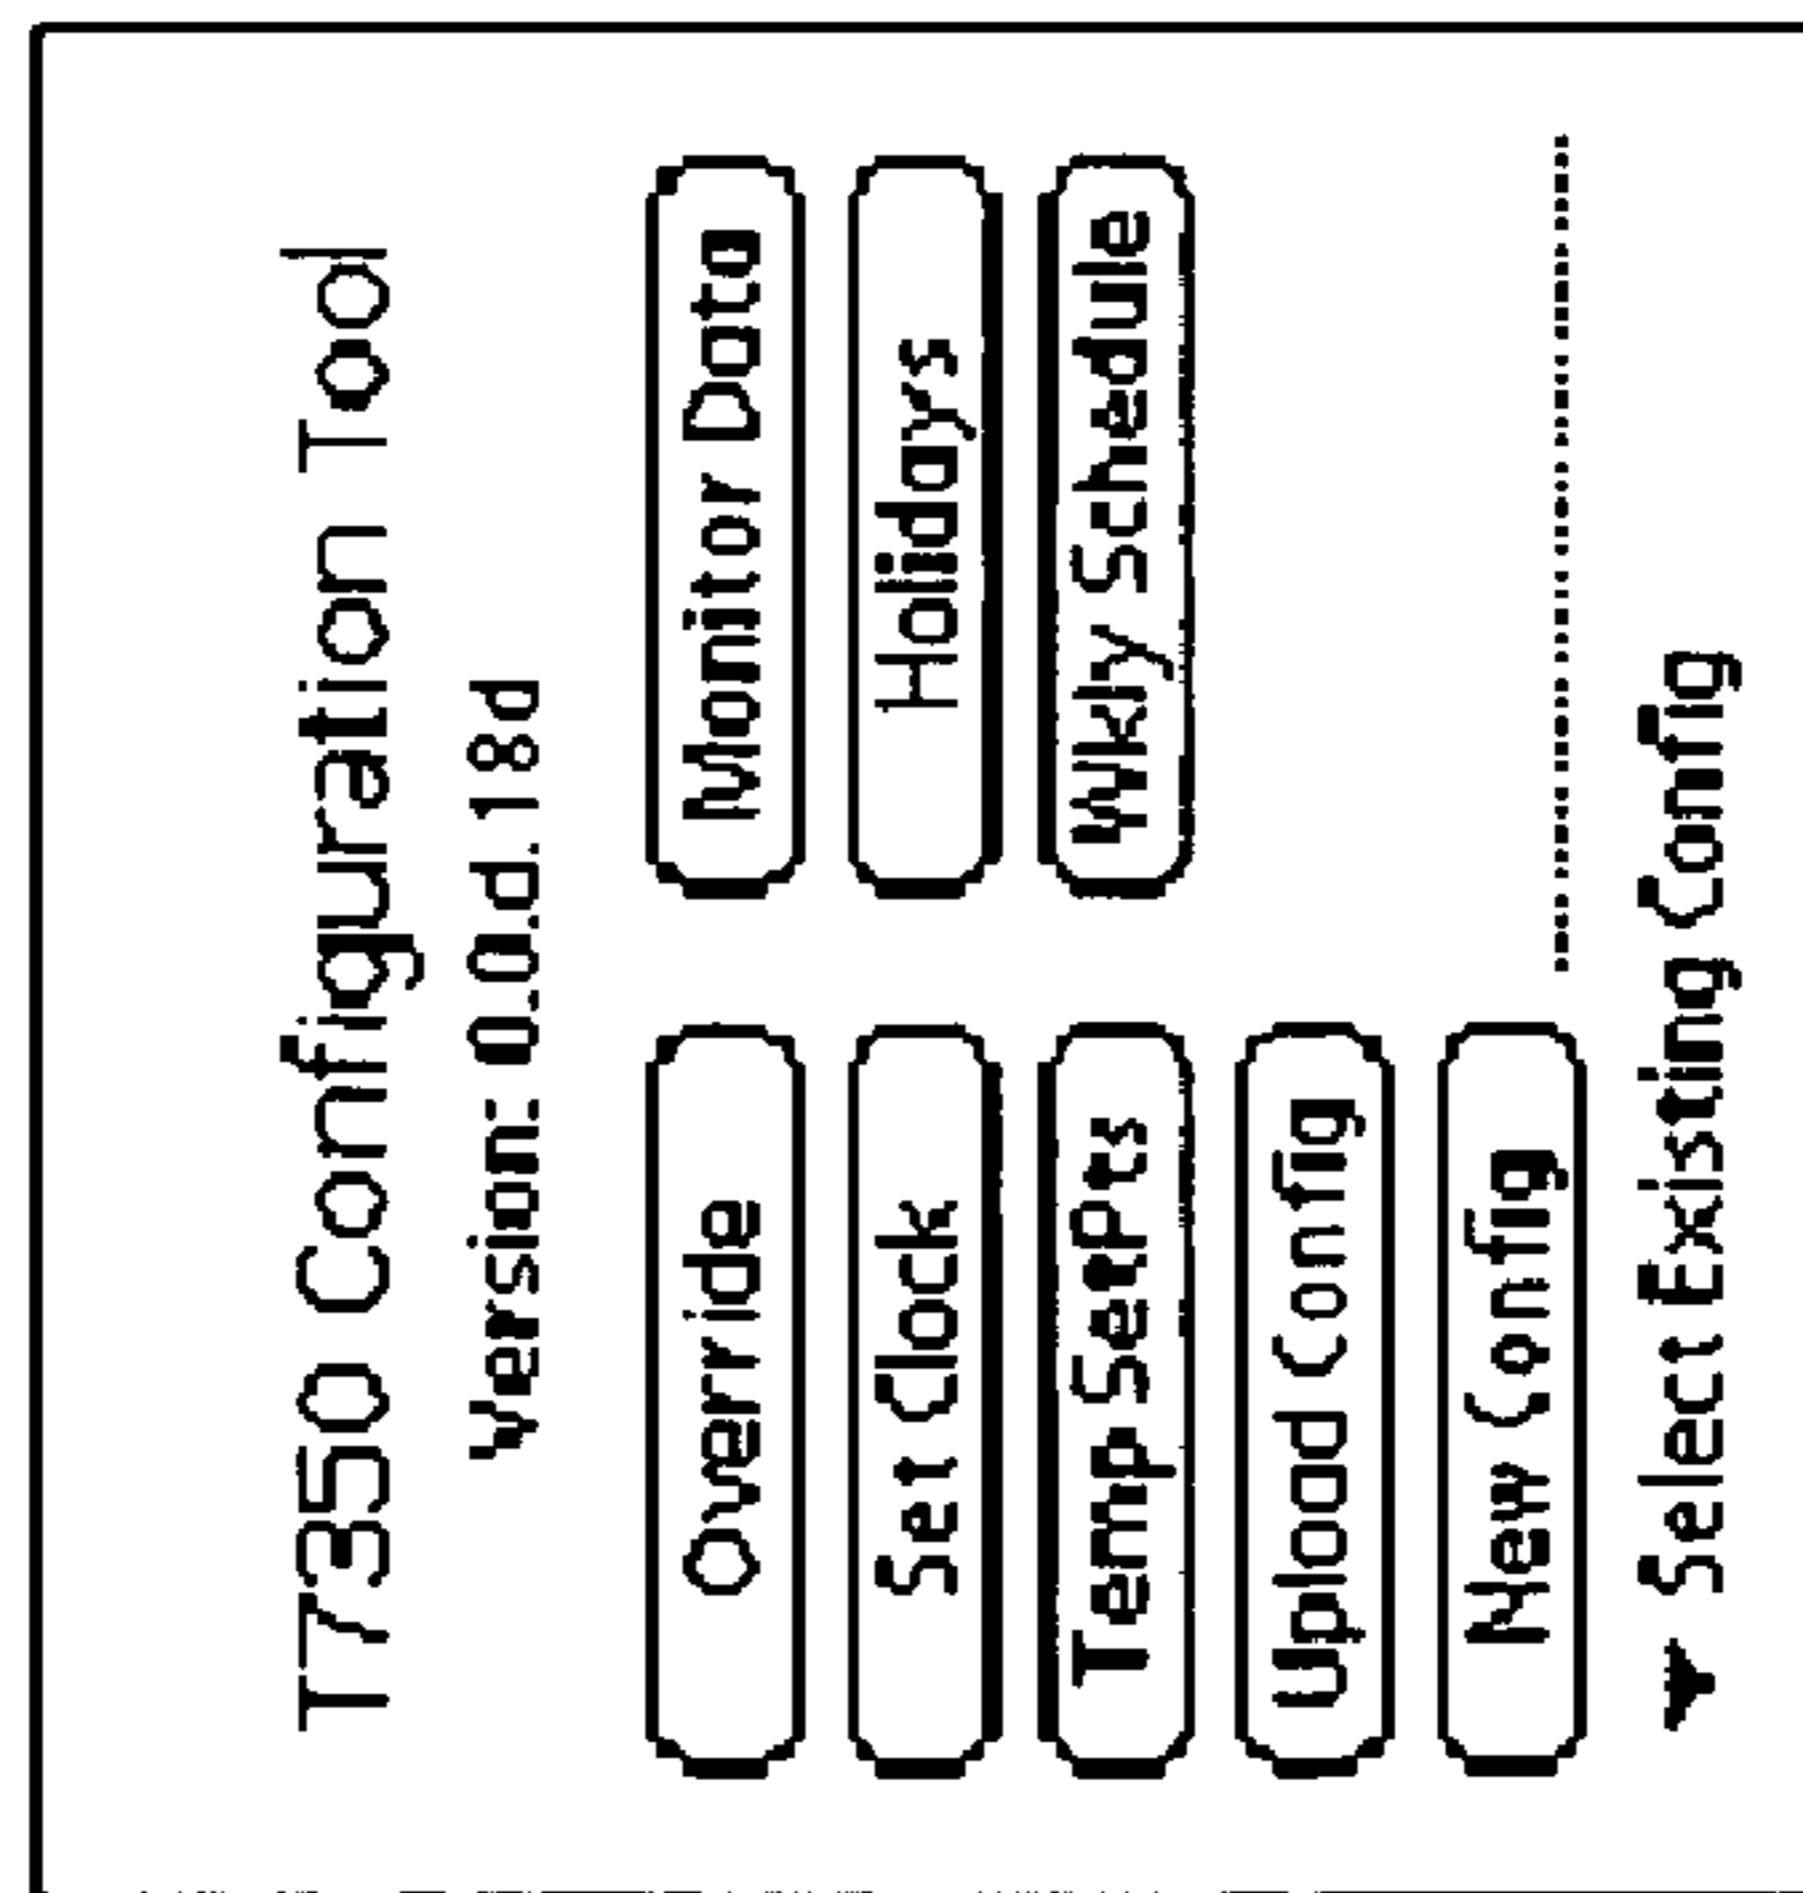 T7350 Configuration Tool
Version: 0.0.d.18d
Override
Monitor Data
Set Clock
Holidays
Temp SetPts
Wkly Schedule
Upload Config
New Config
Select Existing Config